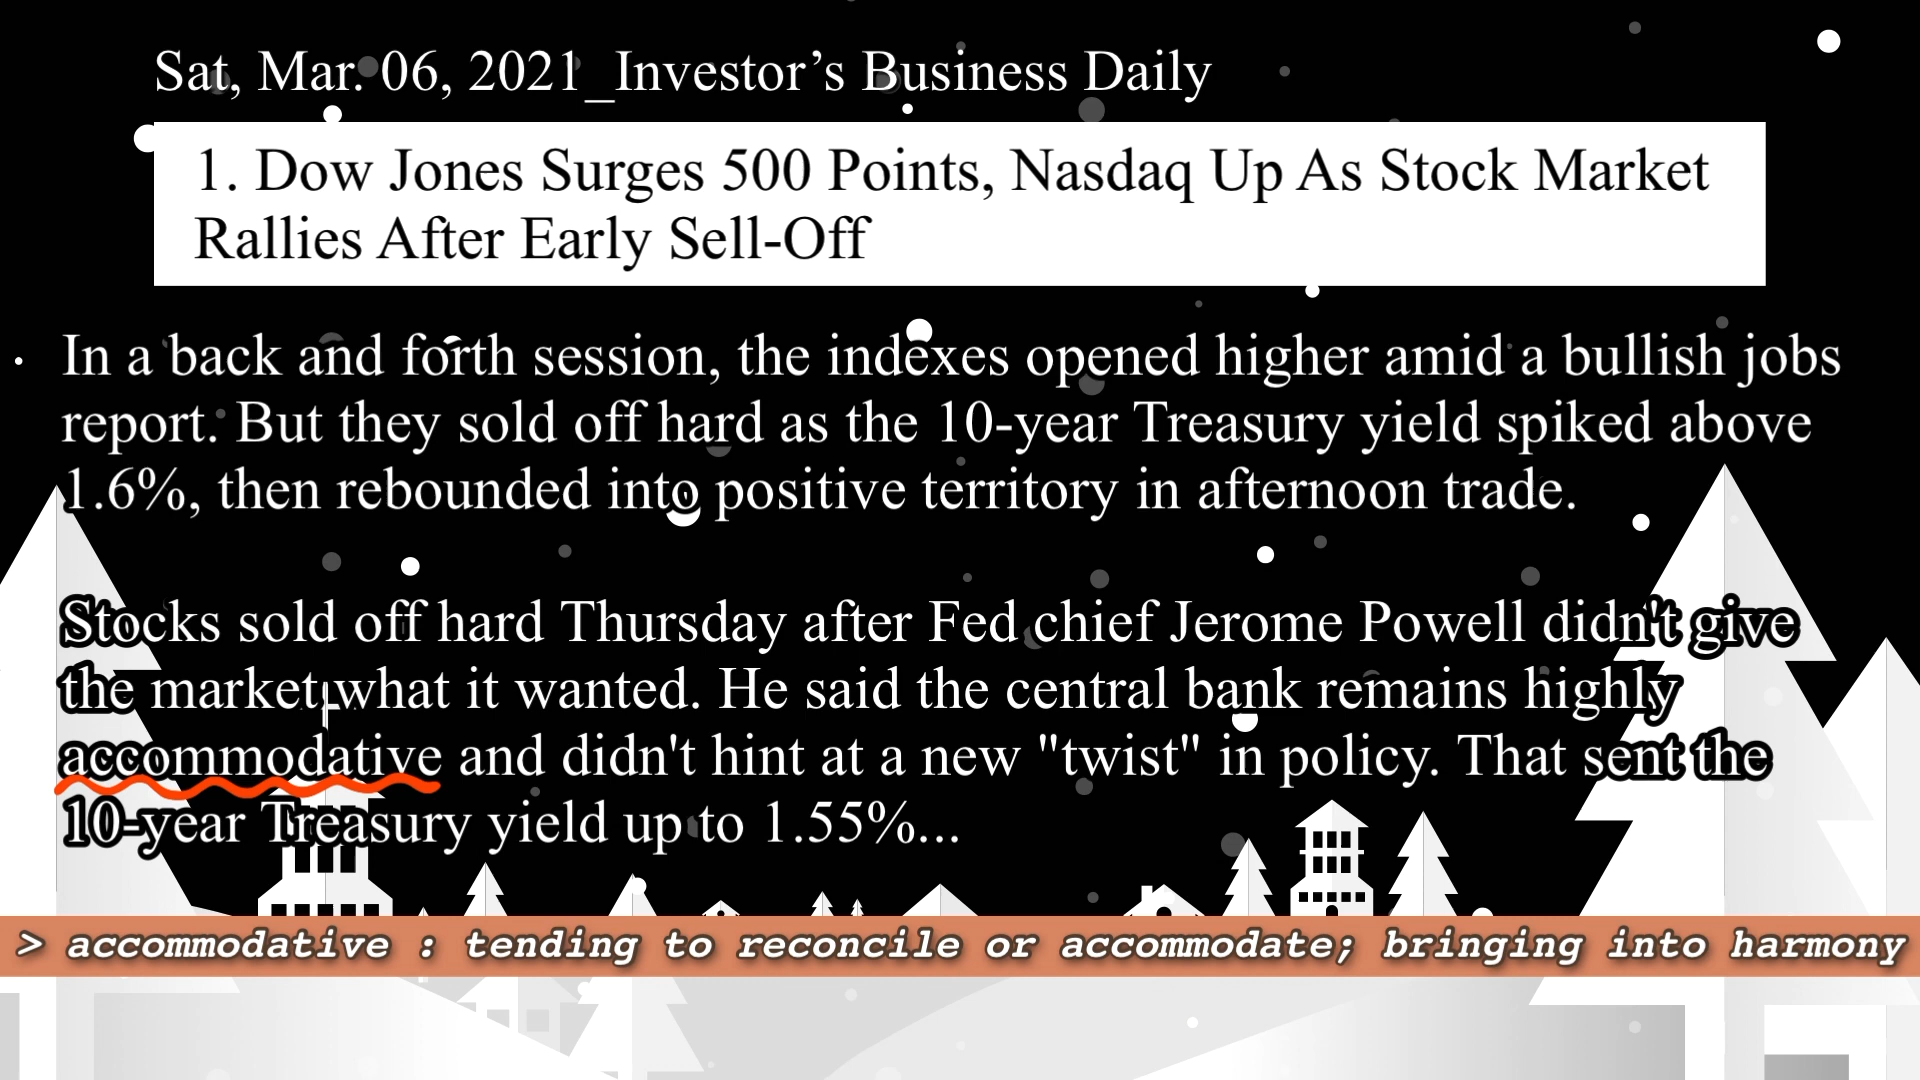 Sat, Mar. 06, 2021_Investor’s Business Daily
1. Dow Jones Surges 500 Points, Nasdaq Up As Stock Market
Rallies After Early Sell-Off
In a back and forth session, the indexes opened higher amid a bullish jobs
report. But they sold off hard as the 10-year Treasury yield spiked above
1.6%, then rebounded into positive territory in afternoon trade.
Stocks sold off hard Thursday after Fed chief Jerome Powell didn't give
the market what it wanted. He said the central bank remains highly
accommodative and didn't hint at a new "twist" in policy. That sent the
10-year Treasury yield up to 1.55%...
> accommodative : tending to reconcile or accommodate; bringing into harmony